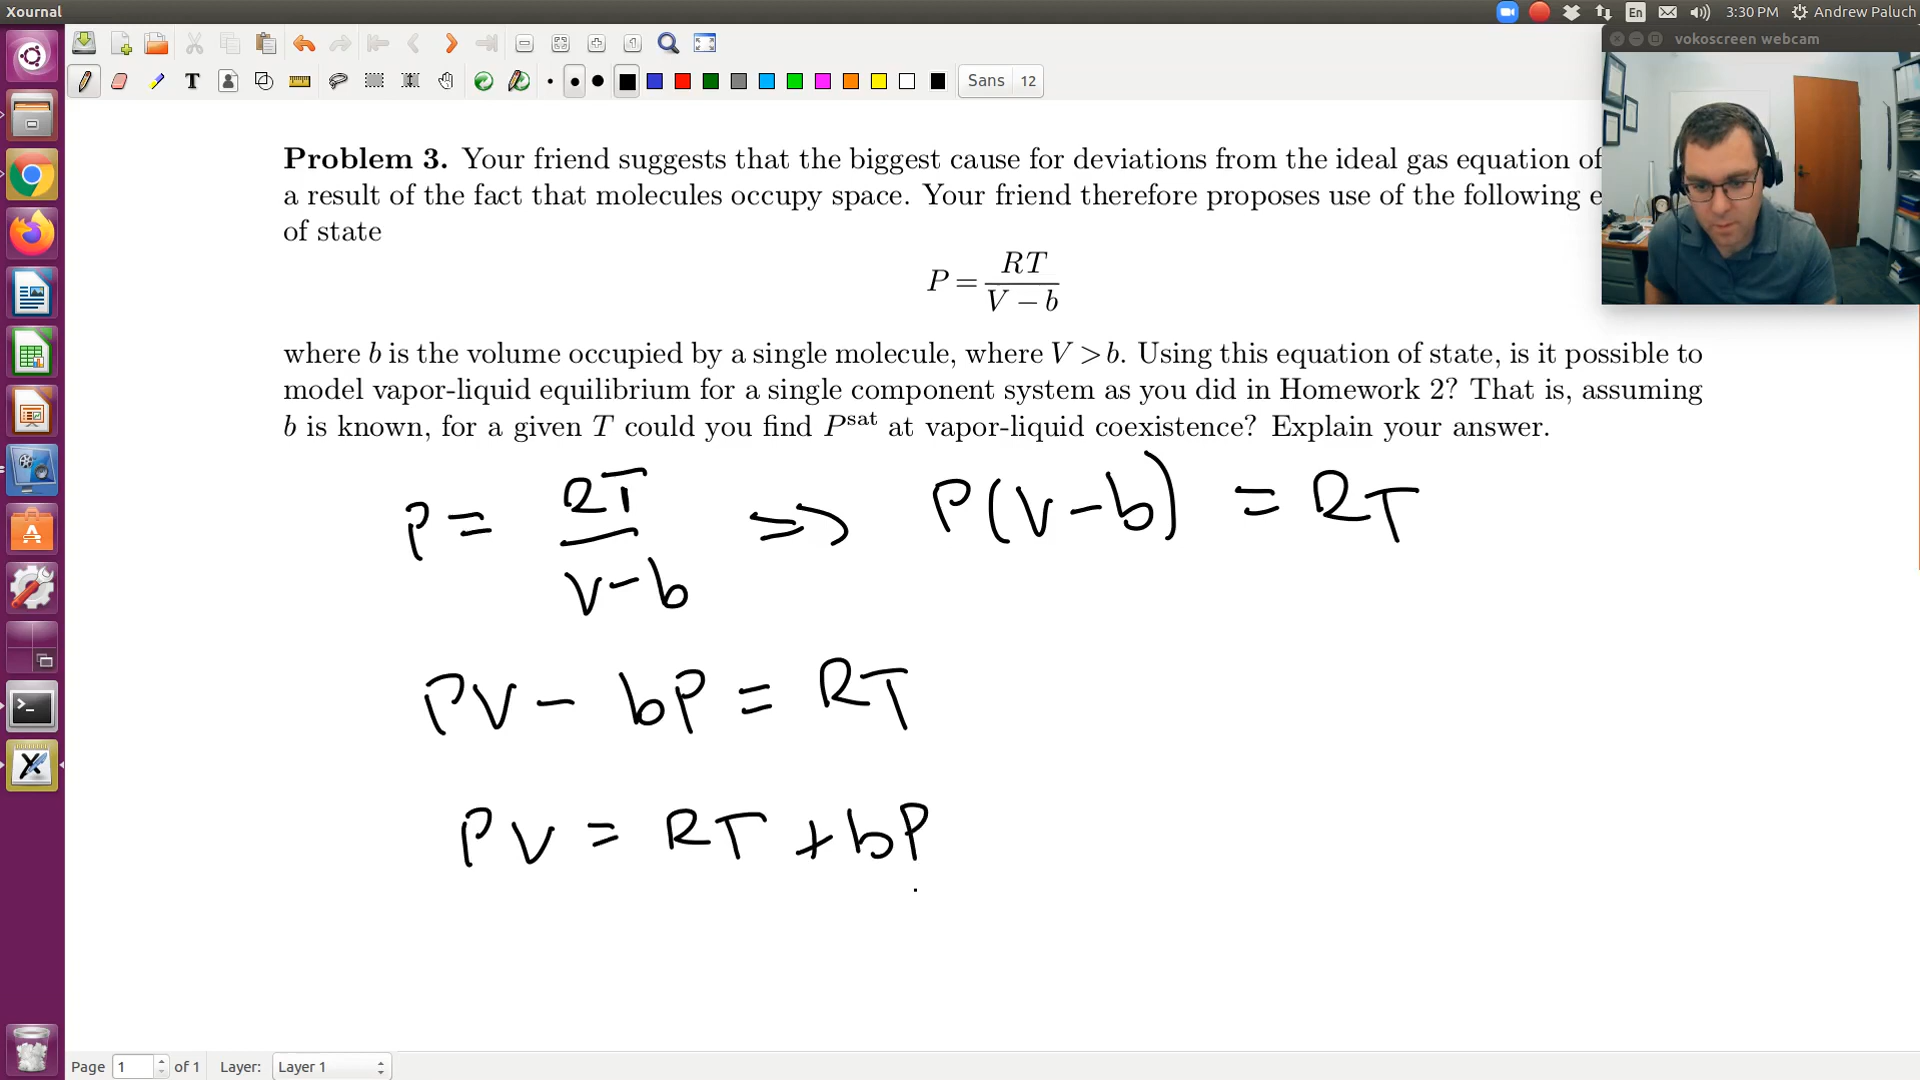 Xournal
En
3:30 PM
Andrew Paluch
vokoscreen webcam
T
Sans 12
Problem 3. Your friend suggests that the biggest cause for deviations from the ideal gas equation of
a result of the fact that molecules occupy space. Your friend therefore proposes use of the following e
of state
P = RT / (V − b)
where b is the volume occupied by a single molecule, where V > b. Using this equation of state, is it possible to
model vapor-liquid equilibrium for a single component system as you did in Homework 2? That is, assuming
b is known, for a given T could you find P^sat at vapor-liquid coexistence? Explain your answer.
P = RT / (V − b) ⇒ P(V − b) = RT
PV − bP = RT
PV = RT + bP
Page 1 of 1 Layer: Layer 1